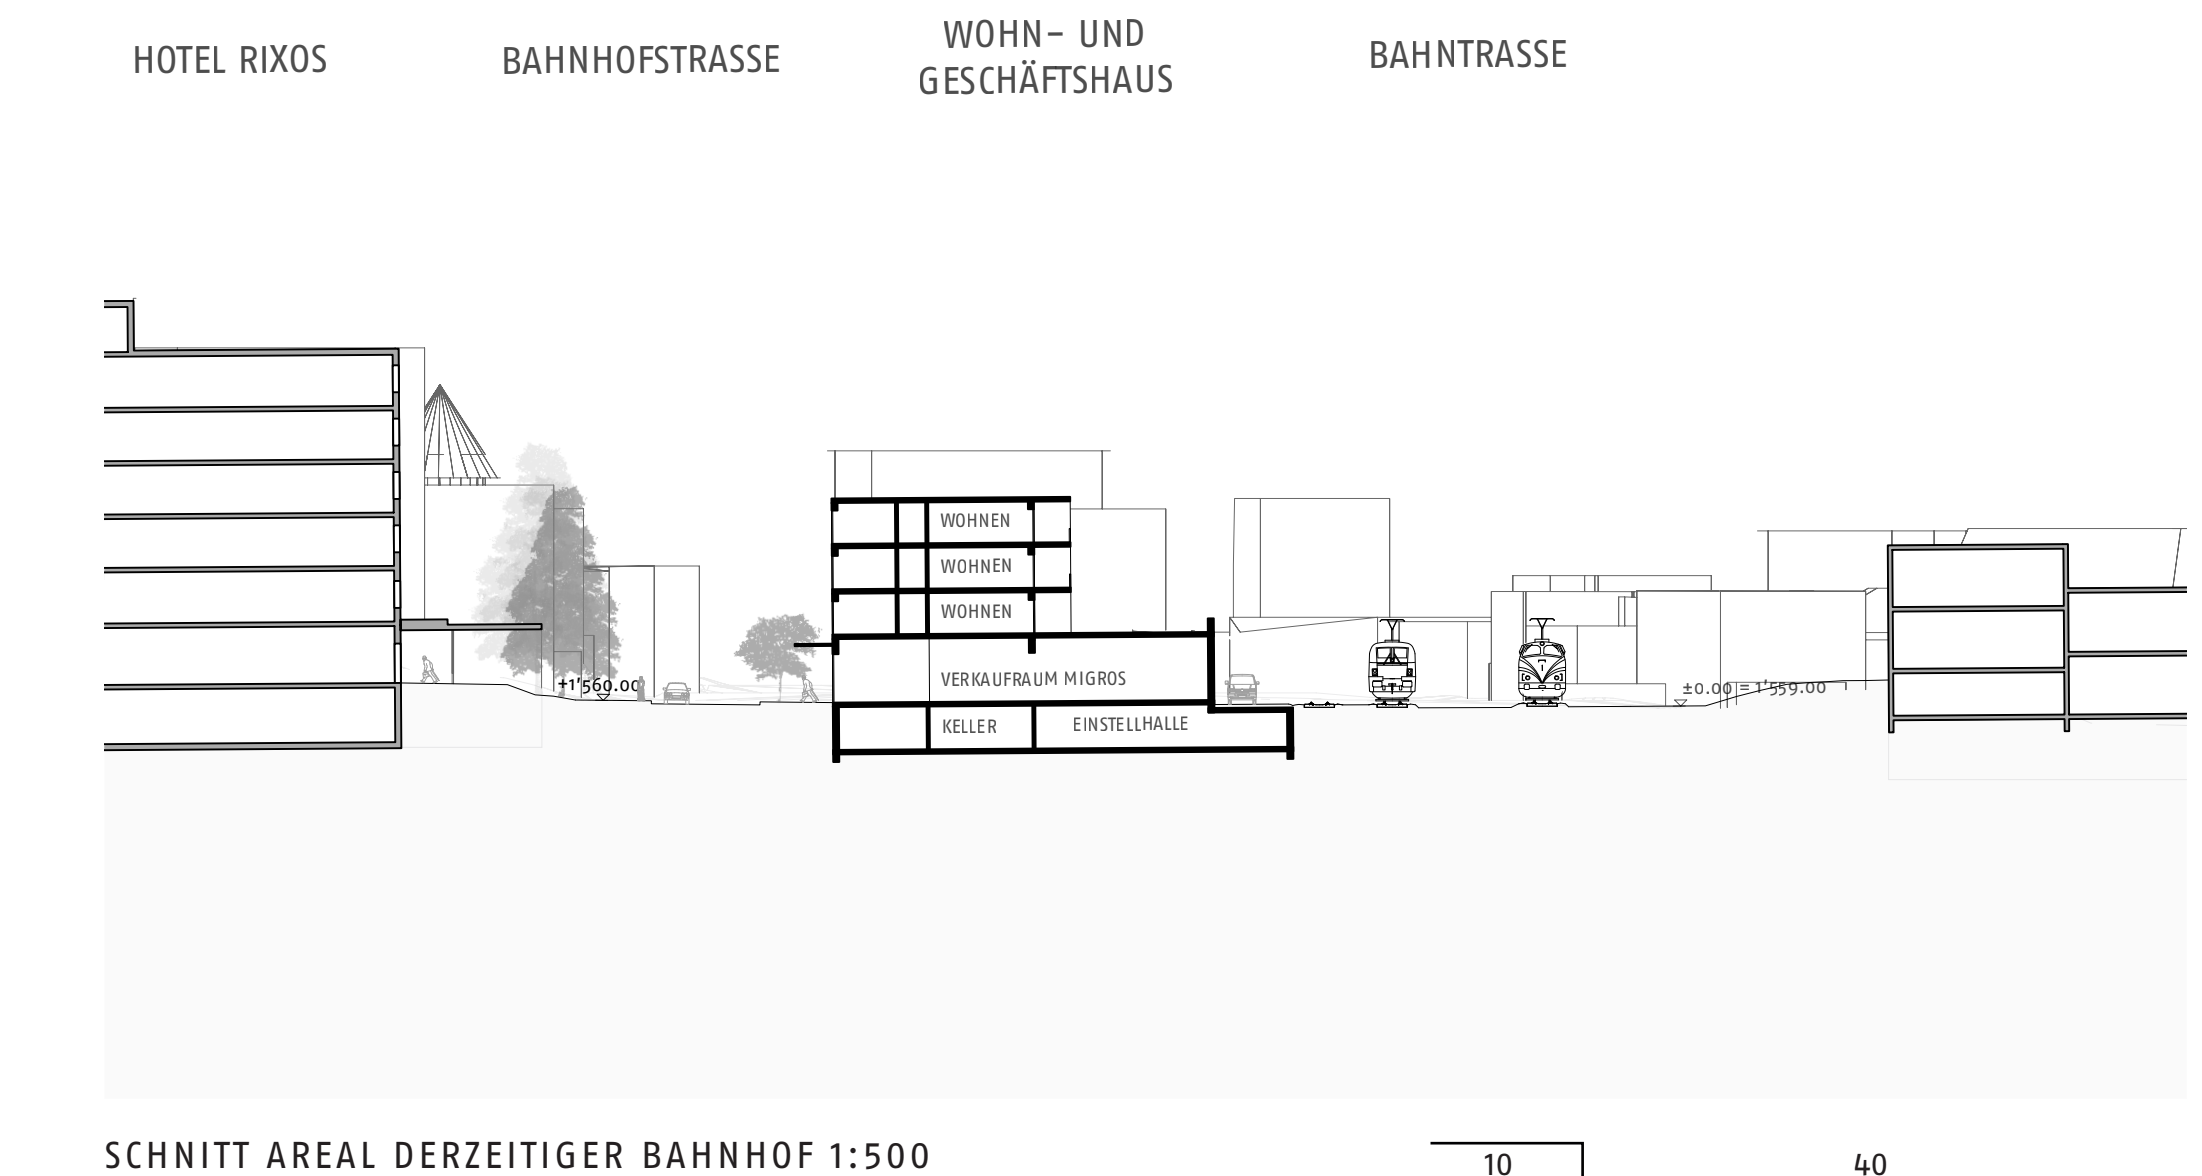 HOTEL RIXOS
BAHNHOFSTRASSE
WOHN- UND
GESCHÄFTSHAUS
BAHNTRASSE
WOHNEN
WOHNEN
WOHNEN
VERKAUFRAUM MIGROS
+1'560.00
±0.00 = 1'559.00
KELLER
EINSTELLHALLE
SCHNITT AREAL DERZEITIGER BAHNHOF 1:500
10
40